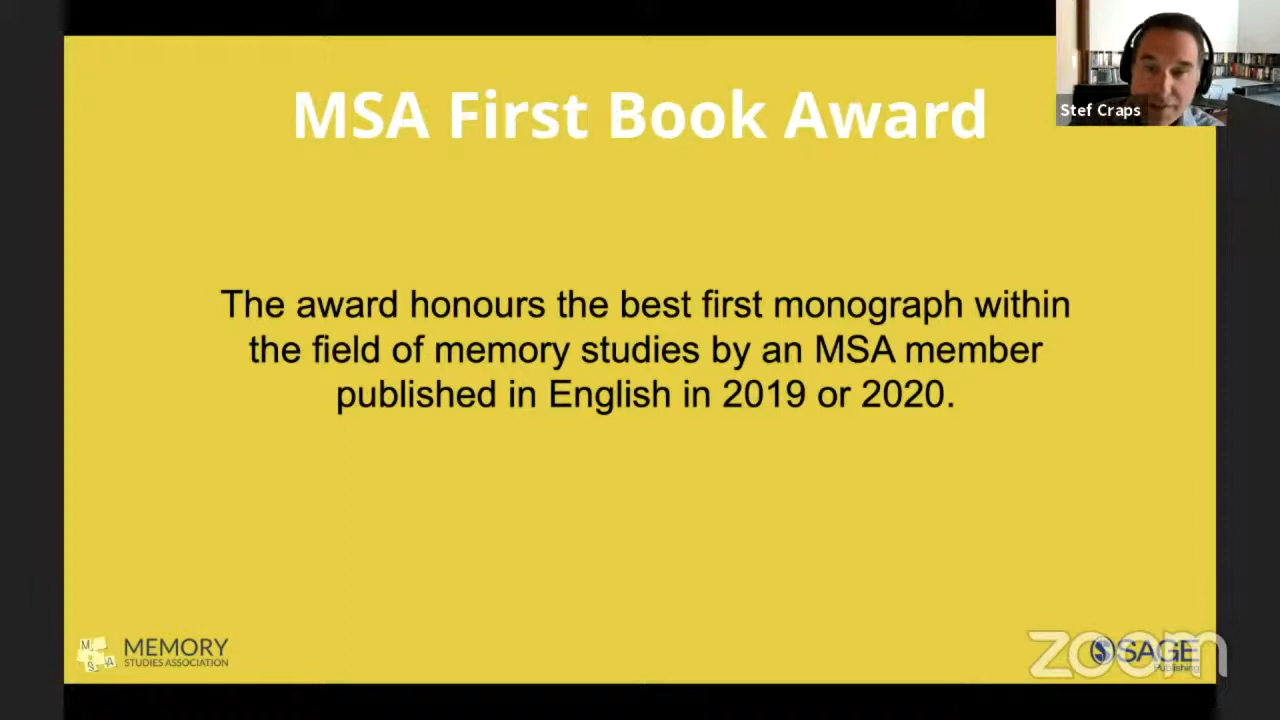 MSA First Book Award
Stef Craps
The award honours the best first monograph within
the field of memory studies by an MSA member
published in English in 2019 or 2020.
M
S A
MEMORY
STUDIES ASSOCIATION
zoom
SAGE
Publishing